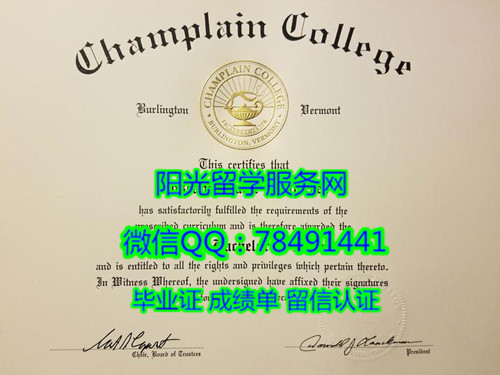 Champlain College
CHAMPLAIN COLLEGE
BURLINGTON, VERMONT
Burlington Vermont
This certifies that
阳光留学服务网
has satisfactorily fulfilled the requirements of the
prescribed curriculum and is therefore awarded the
微信QQ：78491441
and is entitled to all the rights and privileges which pertain thereto.
In Witness Whereof, the undersigned have affixed their signatures
毕业证 成绩单 留信认证
Chair, Board of Trustees President